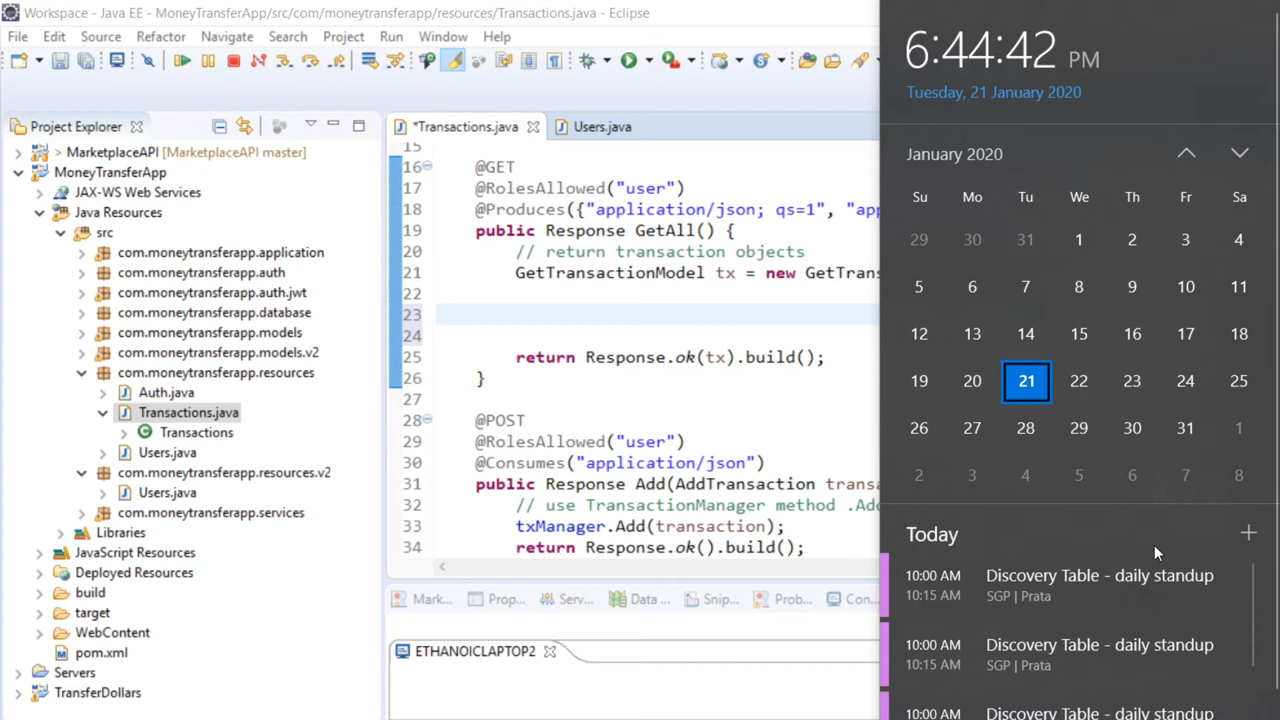 Workspace - Java EE - MoneyTransferApp/src/com/moneytransferapp/resources/Transactions.java - Eclipse
File Edit Source Refactor Navigate Search Project Run Window Help
Project Explorer
> MarketplaceAPI [MarketplaceAPI master]
MoneyTransferApp
JAX-WS Web Services
Java Resources
src
com.moneytransferapp.application
com.moneytransferapp.auth
com.moneytransferapp.auth.jwt
com.moneytransferapp.database
com.moneytransferapp.models
com.moneytransferapp.models.v2
com.moneytransferapp.resources
Auth.java
Transactions.java
Transactions
Users.java
com.moneytransferapp.resources.v2
Users.java
com.moneytransferapp.services
Libraries
JavaScript Resources
Deployed Resources
build
target
WebContent
pom.xml
Servers
TransferDollars
*Transactions.java Users.java
15
16 @GET
17 @RolesAllowed("user")
18 @Produces({"application/json; qs=1", "app
19 public Response GetAll() {
20 // return transaction objects
21 GetTransactionModel tx = new GetTrans
22
23
24
25 return Response.ok(tx).build();
26 }
27
28 @POST
29 @RolesAllowed("user")
30 @Consumes("application/json")
31 public Response Add(AddTransaction transa
32 // use TransactionManager method .Add
33 txManager.Add(transaction);
34 return Response.ok().build();
Mark... Prop... Serv... Data ... Snip... Prob... Con...
ETHANOICLAPTOP2
6:44:42 PM
Tuesday, 21 January 2020
January 2020
Su Mo Tu We Th Fr Sa
29 30 31 1 2 3 4
5 6 7 8 9 10 11
12 13 14 15 16 17 18
19 20 21 22 23 24 25
26 27 28 29 30 31 1
2 3 4 5 6 7 8
Today
10:00 AM Discovery Table - daily standup
10:15 AM SGP | Prata
10:00 AM Discovery Table - daily standup
10:15 AM SGP | Prata
10:00 AM Discovery Table - daily standup